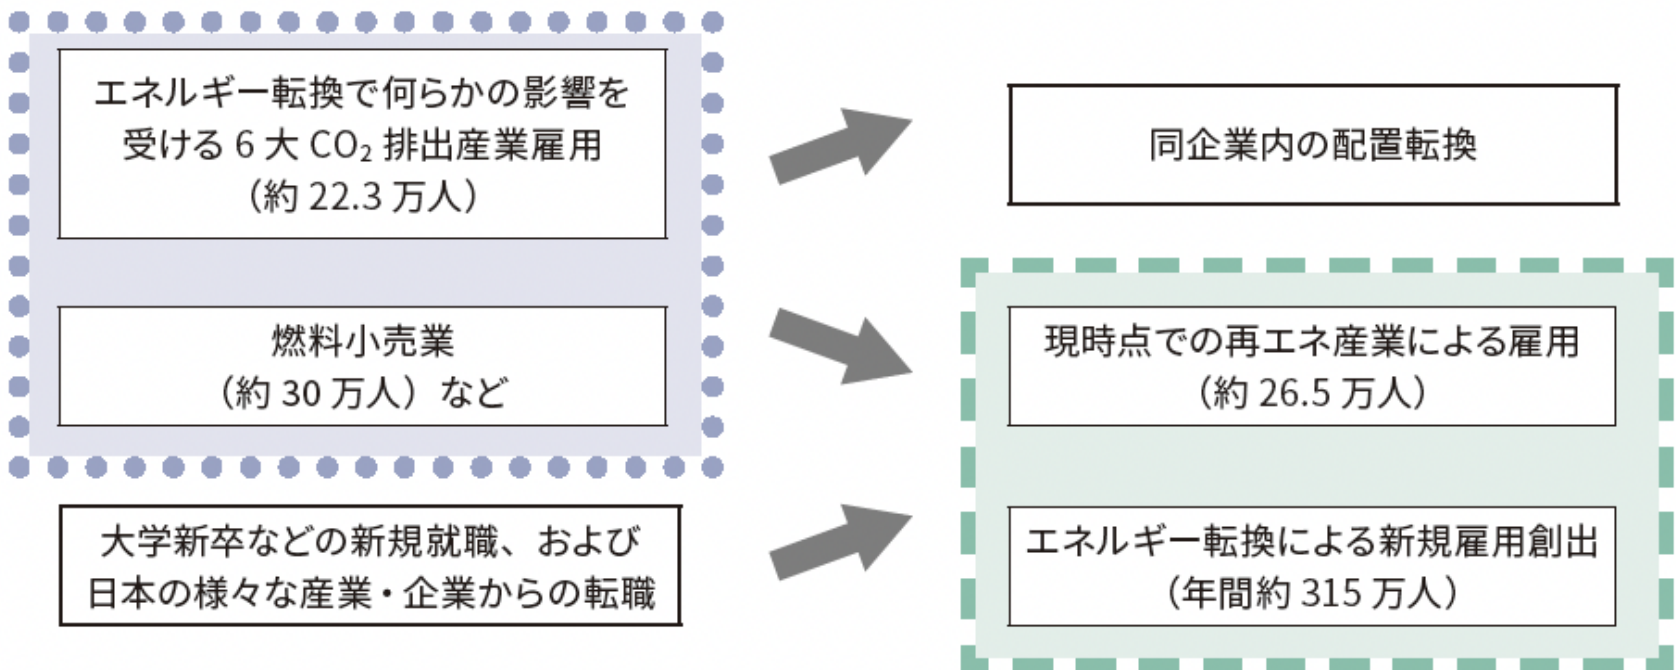 エネルギー転換で何らかの影響を
受ける 6 大 CO₂ 排出産業雇用
（約 22.3 万人）
燃料小売業
（約 30 万人）など
大学新卒などの新規就職、および
日本の様々な産業・企業からの転職
同企業内の配置転換
現時点での再エネ産業による雇用
（約 26.5 万人）
エネルギー転換による新規雇用創出
（年間約 315 万人）